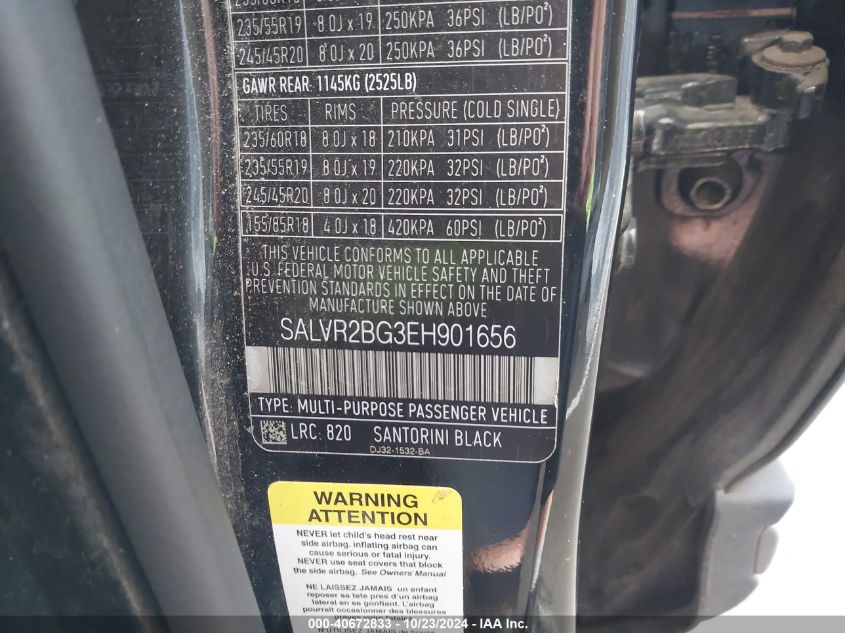 235/55R19 8.0J x 19 250KPA 36PSI (LB/PO²)
245/45R20 8.0J x 20 250KPA 36PSI (LB/PO²)
GAWR REAR: 1145KG (2525LB)
TIRES RIMS PRESSURE (COLD SINGLE)
235/60R18 8.0J x 18 210KPA 31PSI (LB/PO²)
235/55R19 8.0J x 19 220KPA 32PSI (LB/PO²)
245/45R20 8.0J x 20 220KPA 32PSI (LB/PO²)
155/85R18 4.0J x 18 420KPA 60PSI (LB/PO²)
THIS VEHICLE CONFORMS TO ALL APPLICABLE
U.S. FEDERAL MOTOR VEHICLE SAFETY AND THEFT
PREVENTION STANDARDS IN EFFECT ON THE DATE OF
MANUFACTURE SHOWN ABOVE
SALVR2BG3EH901656
TYPE: MULTI-PURPOSE PASSENGER VEHICLE
LRC: 820 SANTORINI BLACK
DJ32-1532-BA
WARNING
ATTENTION
NEVER let child's head rest near
side airbag. inflating airbag can
cause serious or fatal injury.
NEVER use seat covers that block
the side airbag. See Owners Manual
NE LAISSEZ JAMAIS un enfant
reposer sa tete pres d'un airbag
lateral en se gonflant. L'airbag
pourrait occasionner des blessures
000-40672833 - 10/23/2024 - IAA Inc.
N'UTILISEZ JAMAIS de housses